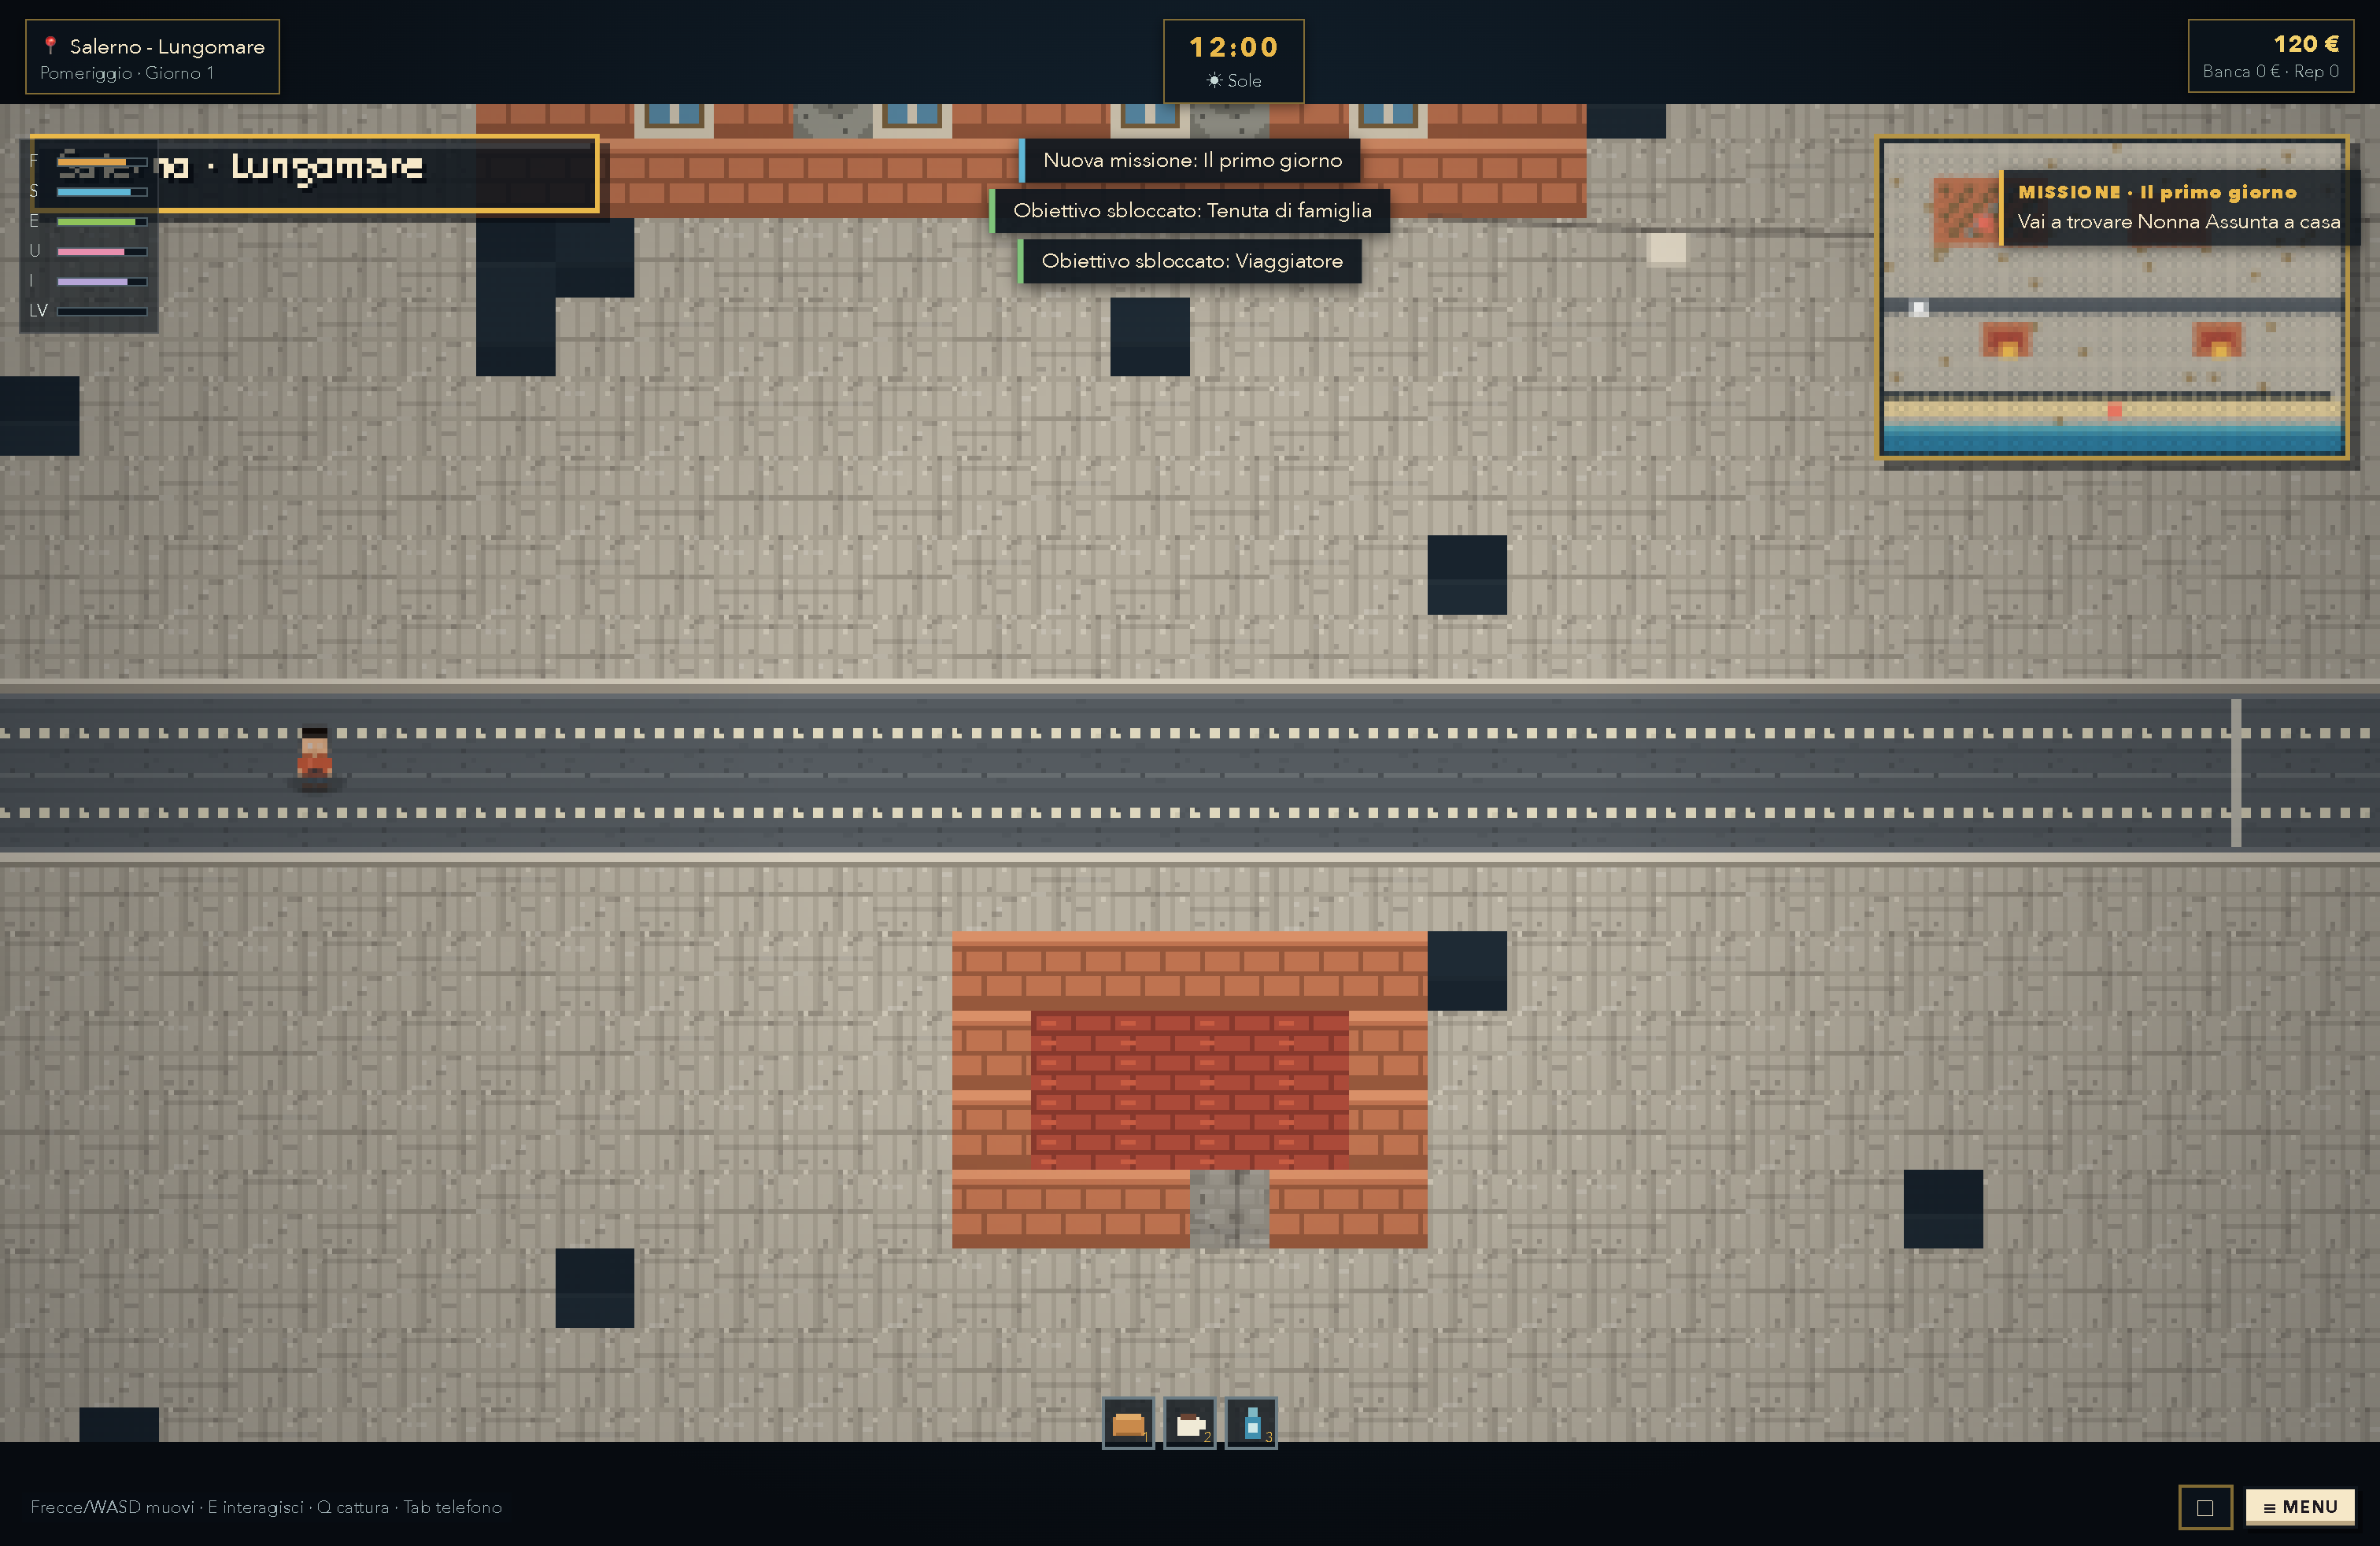 📍 Salerno - Lungomare
Pomeriggio · Giorno 1
12:00
☀ Sole
120 €
Banca 0 € · Rep 0
· Lungomare
F
S
E
U
I
LV
Nuova missione: Il primo giorno
Obiettivo sbloccato: Tenuta di famiglia
Obiettivo sbloccato: Viaggiatore
MISSIONE · Il primo giorno
Vai a trovare Nonna Assunta a casa
1
2
3
Frecce/WASD muovi · E interagisci · Q cattura · Tab telefono
≡ MENU